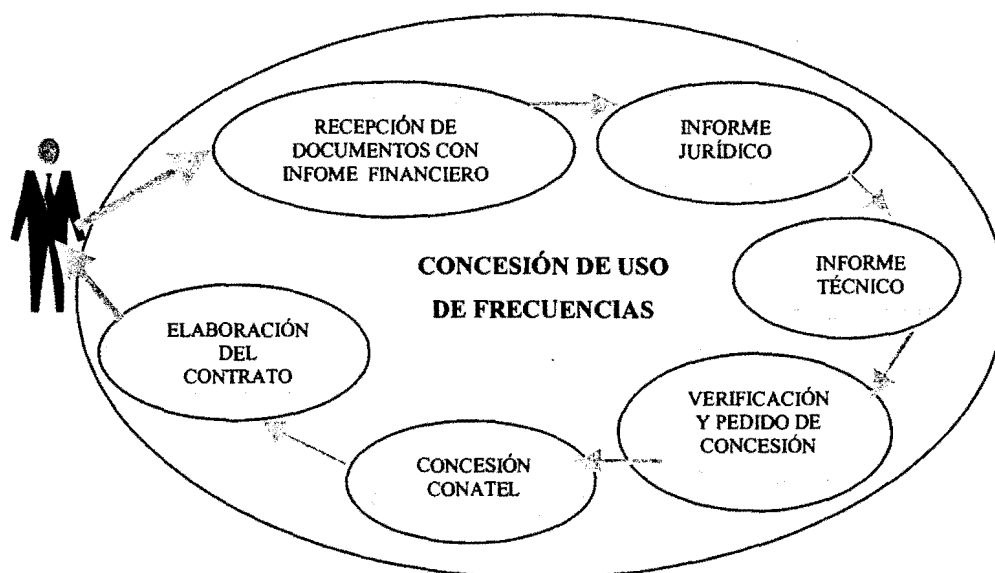 RECEPCIÓN DE
DOCUMENTOS CON
INFOME FINANCIERO
INFORME
JURÍDICO
INFORME
TÉCNICO
VERIFICACIÓN
Y PEDIDO DE
CONCESIÓN
CONCESIÓN
CONATEL
ELABORACIÓN
DEL
CONTRATO
CONCESIÓN DE USO
DE FRECUENCIAS